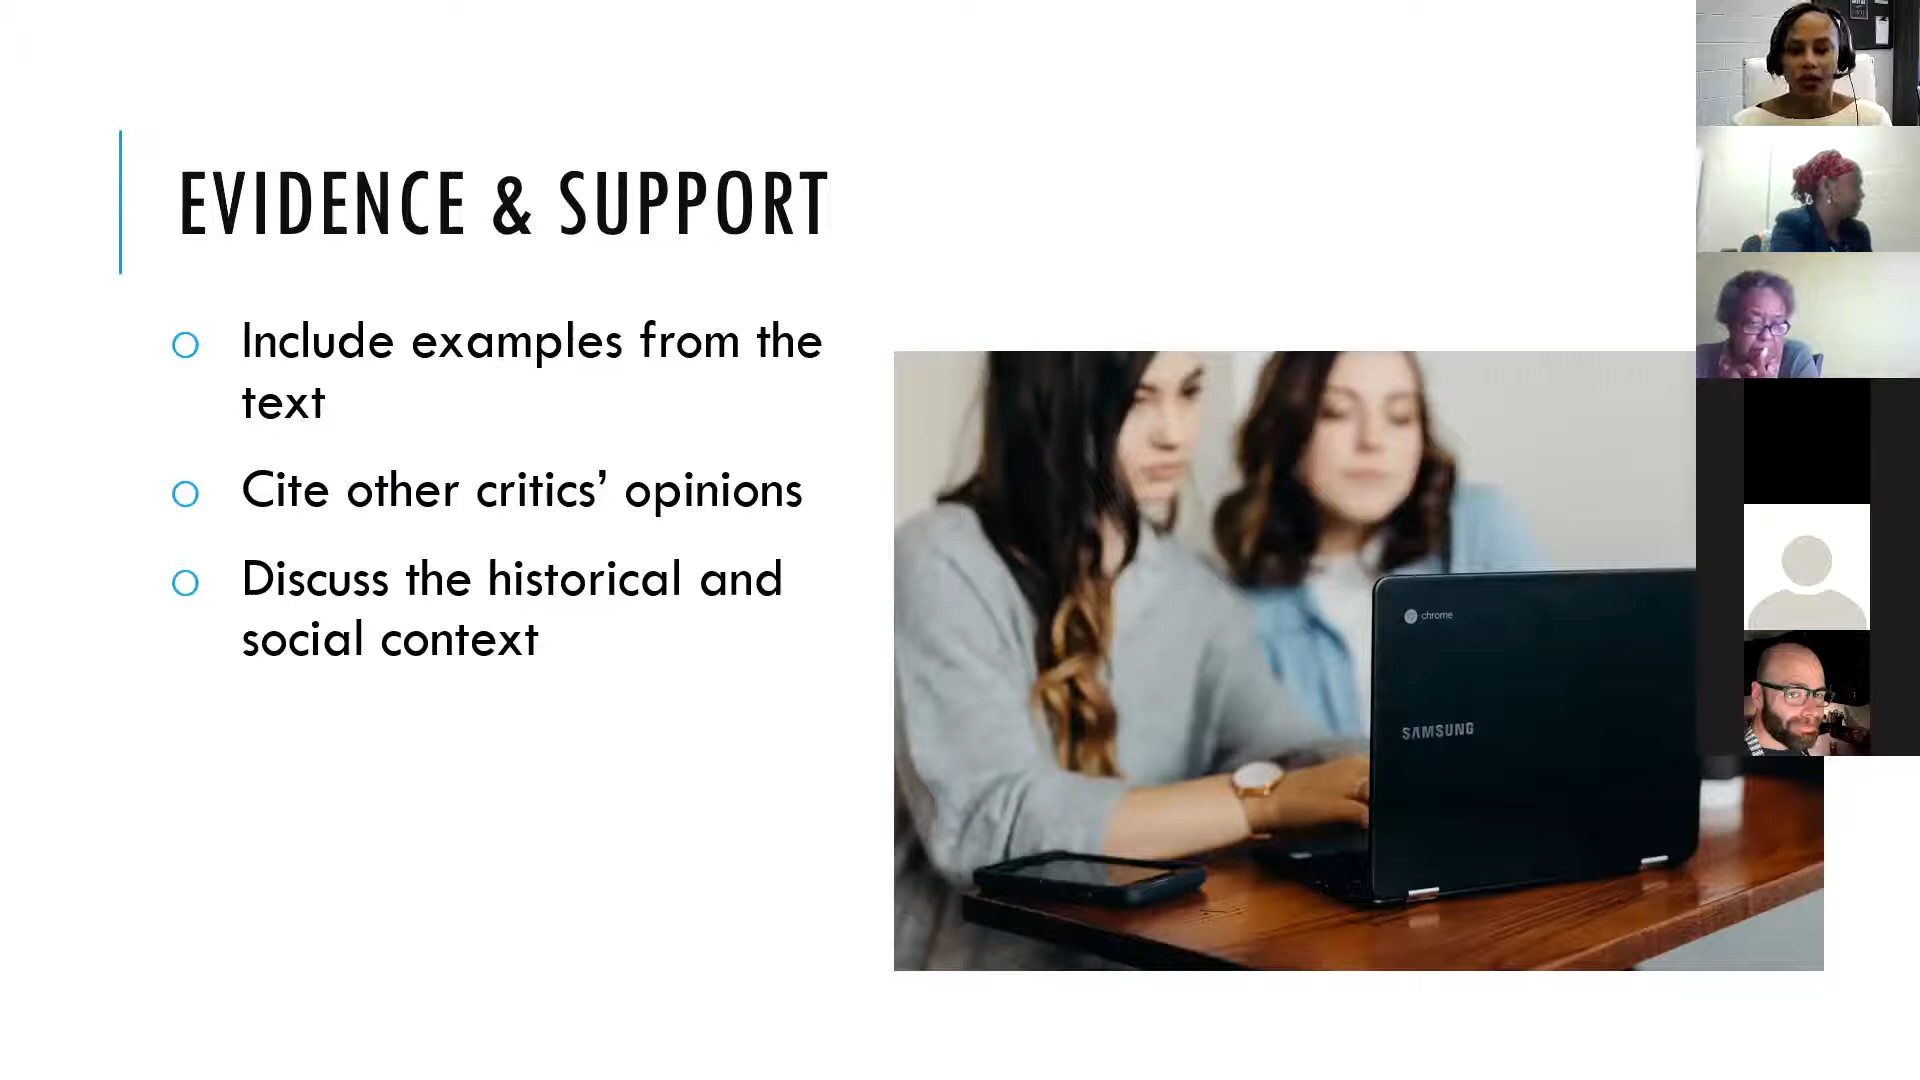 EVIDENCE & SUPPORT
Include examples from the
text
Cite other critics’ opinions
Discuss the historical and
social context
chrome
SAMSUNG